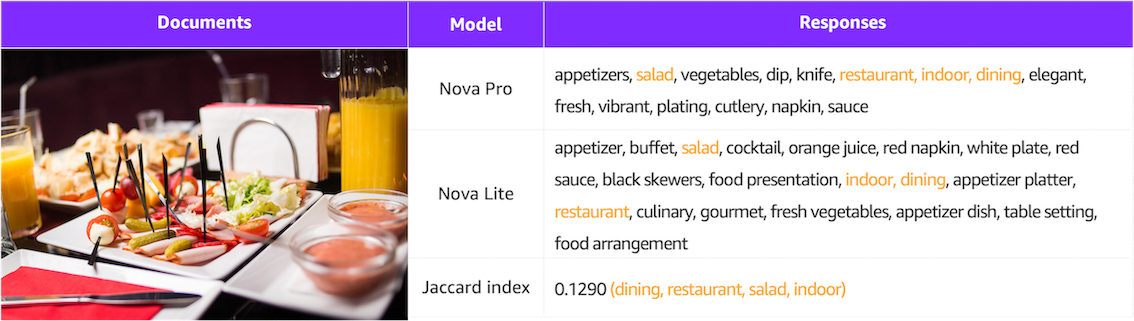 Documents Model Responses
Nova Pro
appetizers, salad, vegetables, dip, knife, restaurant, indoor, dining, elegant,
fresh, vibrant, plating, cutlery, napkin, sauce
Nova Lite
appetizer, buffet, salad, cocktail, orange juice, red napkin, white plate, red
sauce, black skewers, food presentation, indoor, dining, appetizer platter,
restaurant, culinary, gourmet, fresh vegetables, appetizer dish, table setting,
food arrangement
Jaccard index
0.1290 (dining, restaurant, salad, indoor)